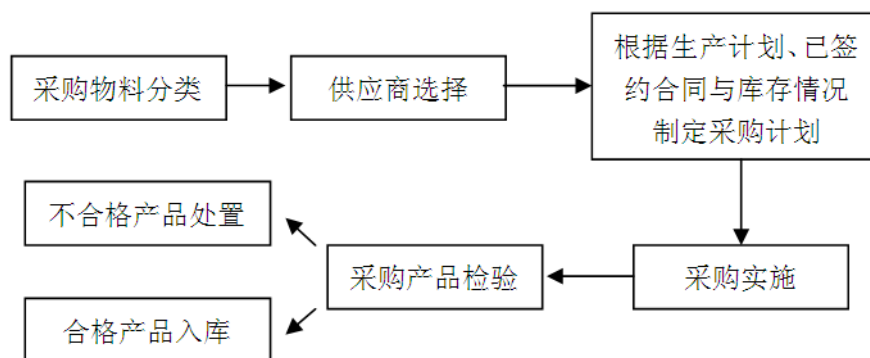 采购物料分类
供应商选择
根据生产计划、已签
约合同与库存情况
制定采购计划
采购实施
采购产品检验
不合格产品处置
合格产品入库